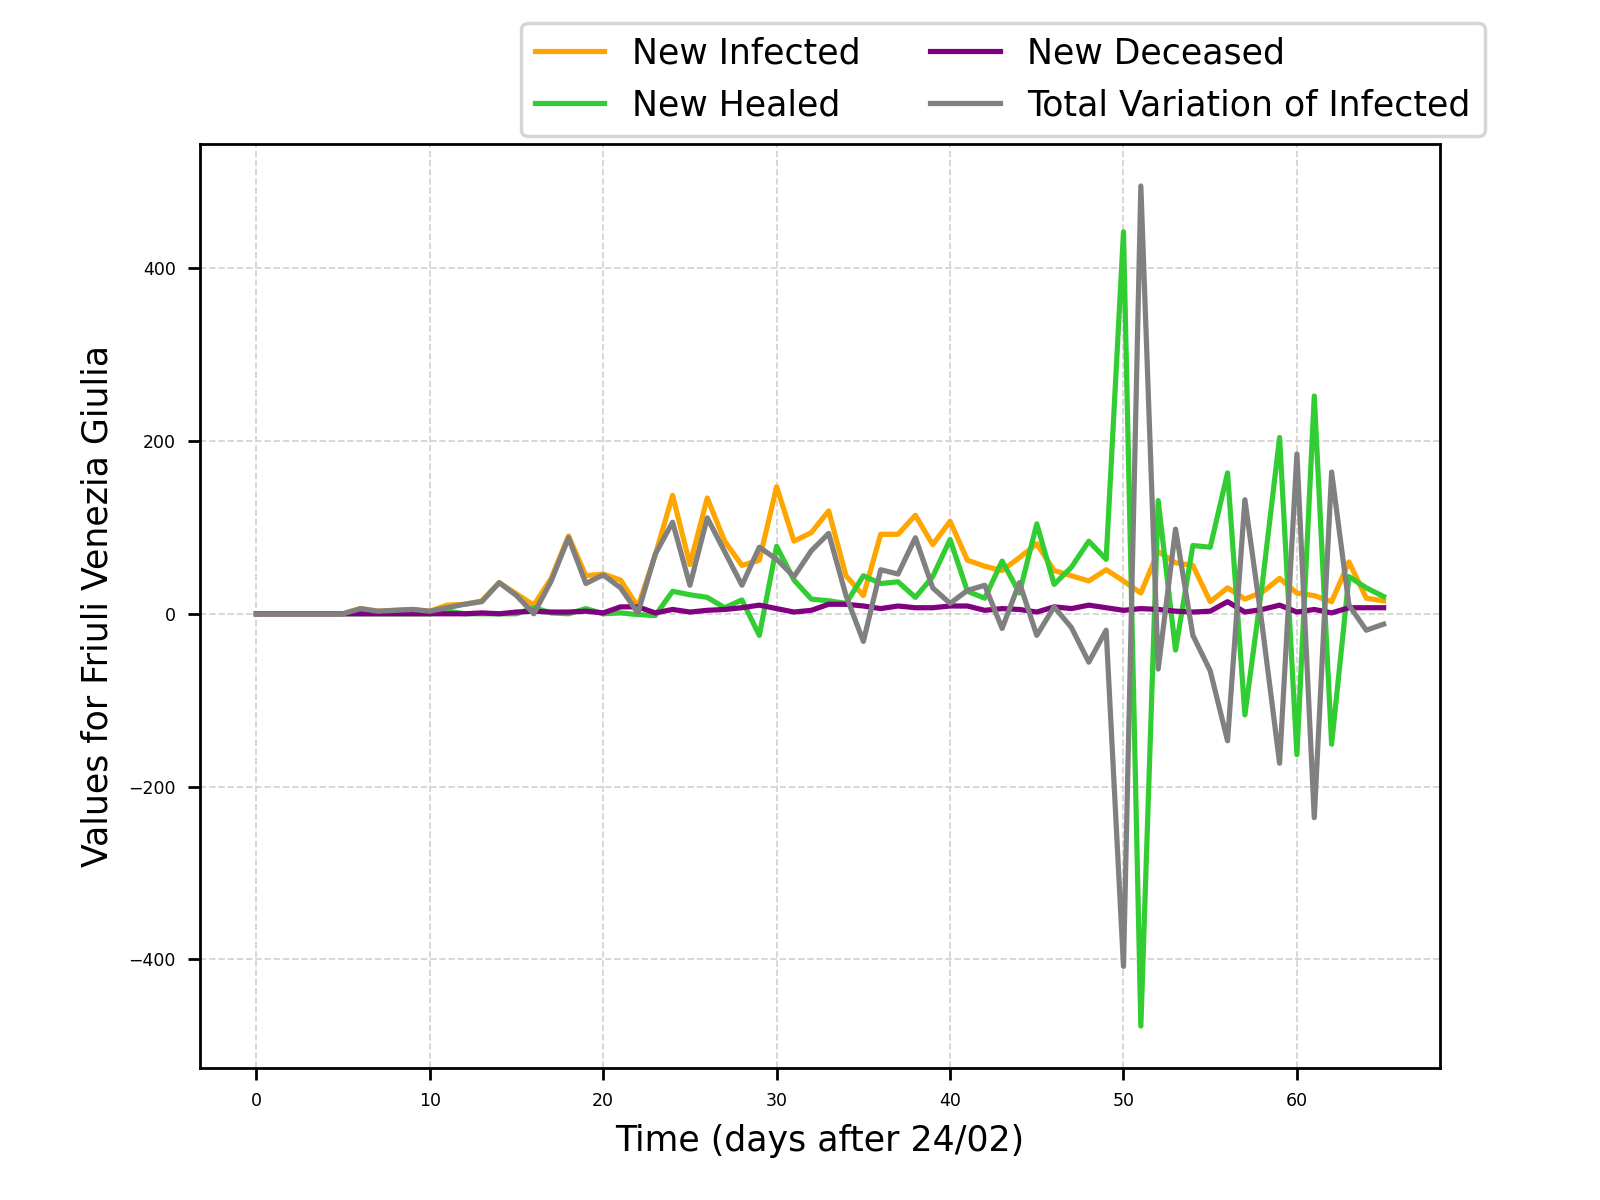 New Infected
New Healed
New Deceased
Total Variation of Infected
Values for Friuli Venezia Giulia
400
200
0
−200
−400
0 10 20 30 40 50 60
Time (days after 24/02)